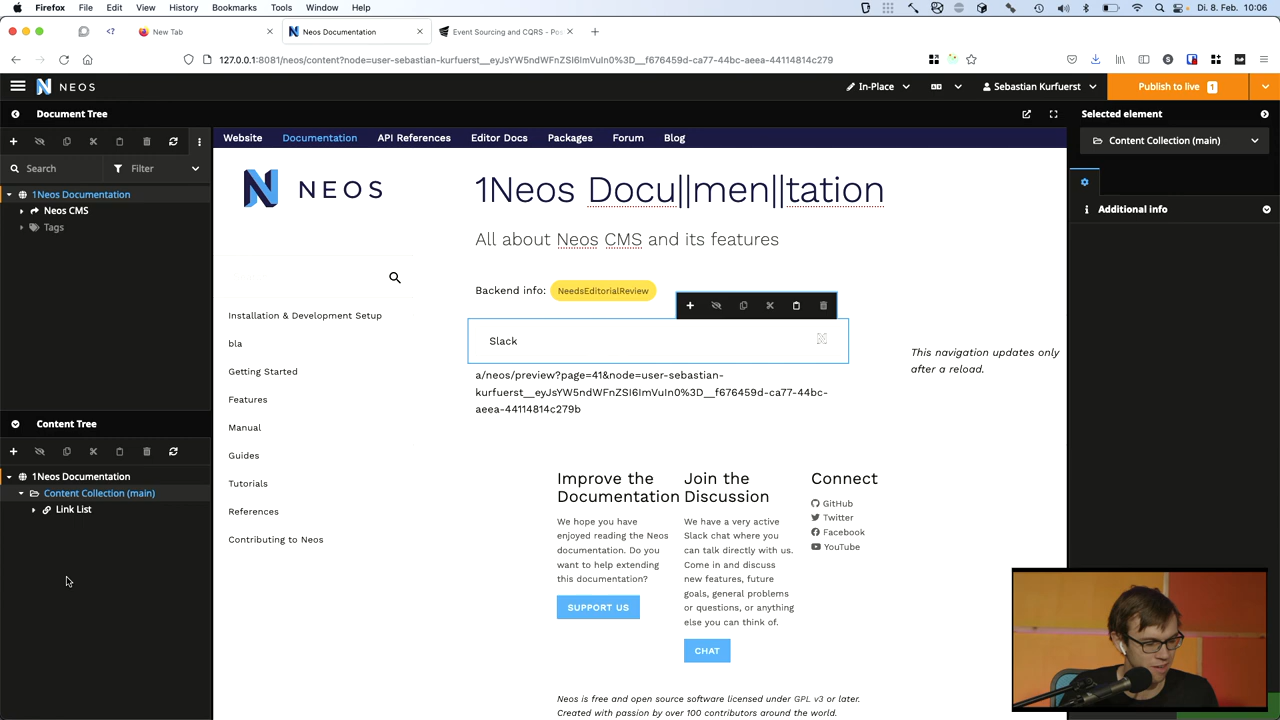 Firefox File Edit View History Bookmarks Tools Window Help Di. 8. Feb. 10:06
New Tab
Neos Documentation
Event Sourcing and CQRS - Pos
127.0.0.1:8081/neos/content?node=user-sebastian-kurfuerst__eyJsYW5ndWFnZSI6ImVuIn0%3D__f676459d-ca77-44bc-aeea-44114814c279
NEOS
In-Place
Sebastian Kurfuerst
Publish to live 1
Document Tree
Selected element
Search
Filter
1Neos Documentation
Neos CMS
Tags
Content Tree
1Neos Documentation
Content Collection (main)
Link List
Website Documentation API References Editor Docs Packages Forum Blog
NEOS
Installation & Development Setup
bla
Getting Started
Features
Manual
Guides
Tutorials
References
Contributing to Neos
1Neos Docu||men||tation
All about Neos CMS and its features
Backend info: NeedsEditorialReview
Slack
a/neos/preview?page=41&node=user-sebastian-
kurfuerst__eyJsYW5ndWFnZSI6ImVuIn0%3D__f676459d-ca77-44bc-
aeea-44114814c279b
This navigation updates only
after a reload.
Improve the
Documentation
We hope you have
enjoyed reading the Neos
documentation. Do you
want to help extending
this documentation?
SUPPORT US
Join the
Discussion
We have a very active
Slack chat where you
can talk directly with us.
Come in and discuss
new features, future
goals, general problems
or questions, or anything
else you can think of.
CHAT
Connect
GitHub
Twitter
Facebook
YouTube
Neos is free and open source software licensed under GPL v3 or later.
Created with passion by over 100 contributors around the world.
Content Collection (main)
Additional info